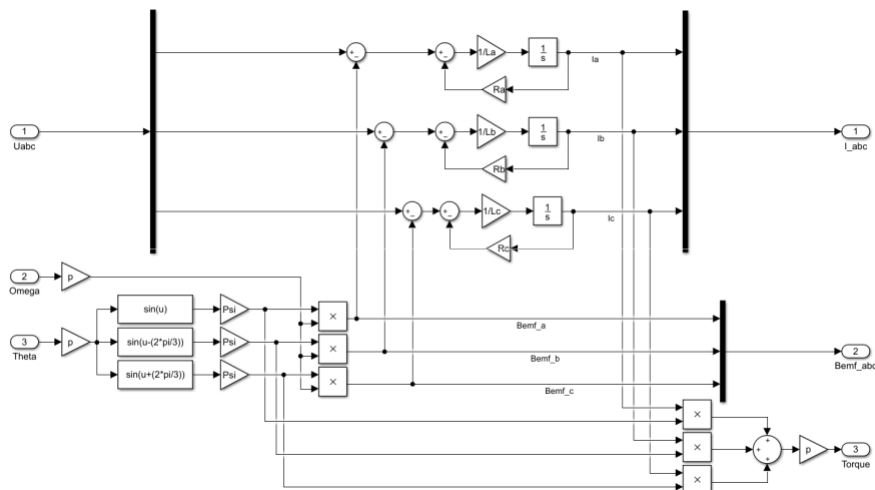 1/La
1
s
Ia
Ra
1
Uabc
1/Lb
1
s
Ib
Rb
1
I_abc
1/Lc
1
s
Ic
Rc
2
Omega
p
3
Theta
p
sin(u)
Psi
×
Bemf_a
sin(u-(2*pi/3))
Psi
×
Bemf_b
2
Bemf_abc
sin(u+(2*pi/3))
Psi
×
Bemf_c
×
×
p
3
Torque
×